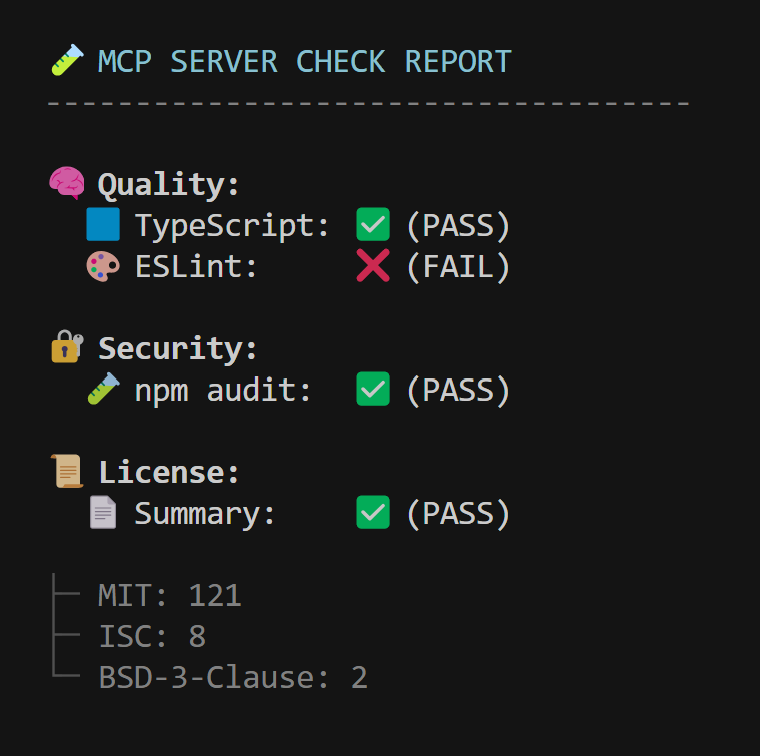 🧪 MCP SERVER CHECK REPORT
------------------------------------
🧠 Quality:
🟦 TypeScript: ✅ (PASS)
🎨 ESLint: ❌ (FAIL)
🔐 Security:
🧪 npm audit: ✅ (PASS)
📜 License:
📄 Summary: ✅ (PASS)
├─ MIT: 121
├─ ISC: 8
└─ BSD-3-Clause: 2